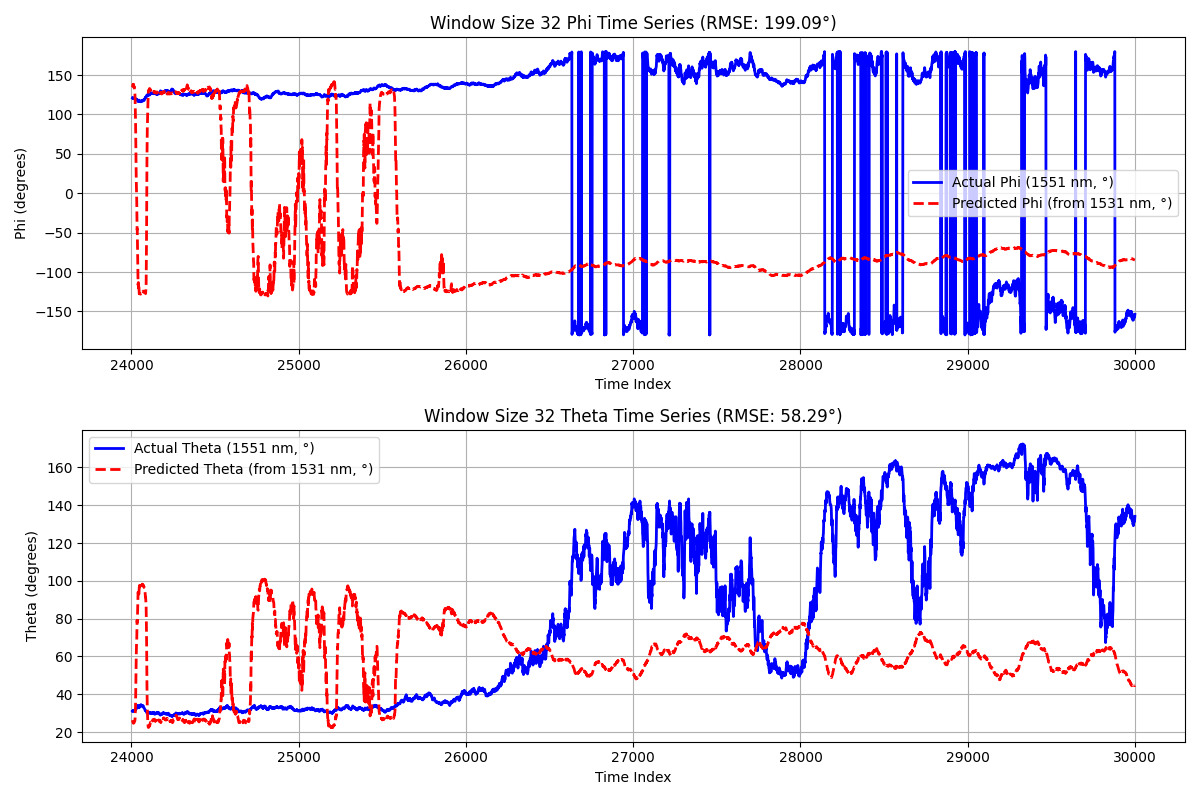 Window Size 32 Phi Time Series (RMSE: 199.09°)
Phi (degrees)
150
100
50
0
−50
−100
−150
Actual Phi (1551 nm, °)
Predicted Phi (from 1531 nm, °)
24000 25000 26000 27000 28000 29000 30000
Time Index
Window Size 32 Theta Time Series (RMSE: 58.29°)
Theta (degrees)
Actual Theta (1551 nm, °)
Predicted Theta (from 1531 nm, °)
160
140
120
100
80
60
40
20
24000 25000 26000 27000 28000 29000 30000
Time Index